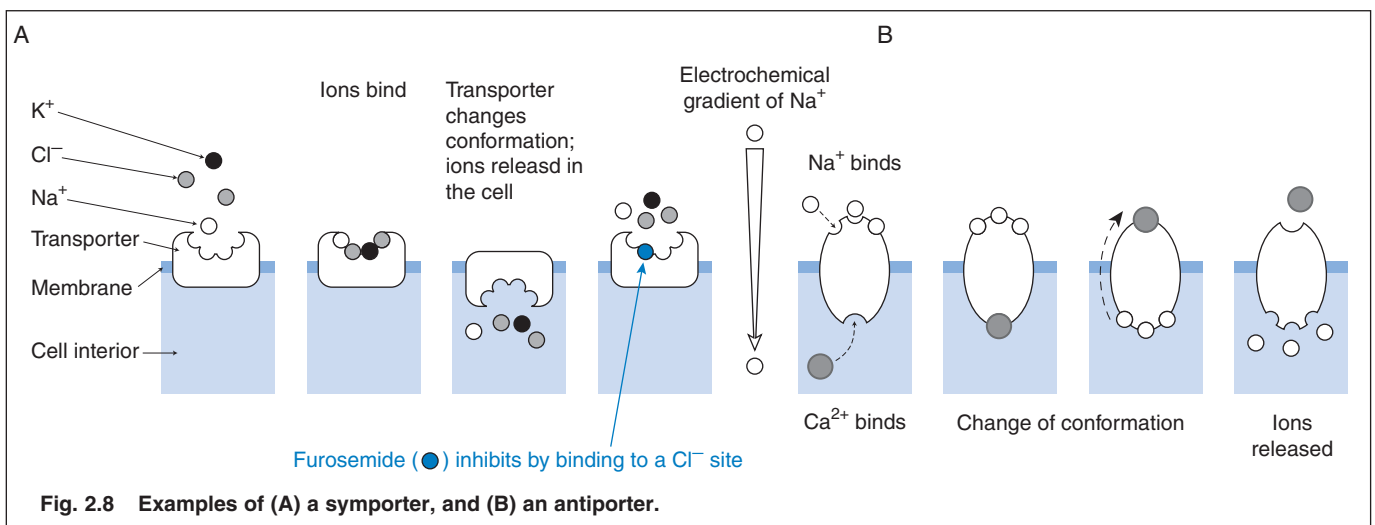 A
B
K⁺
Cl⁻
Na⁺
Transporter
Membrane
Cell interior
Ions bind
Transporter
changes
conformation;
ions releasd in
the cell
Furosemide ( ) inhibits by binding to a Cl⁻ site
Electrochemical
gradient of Na⁺
Na⁺ binds
Ca²⁺ binds
Change of conformation
Ions
released
Fig. 2.8 Examples of (A) a symporter, and (B) an antiporter.